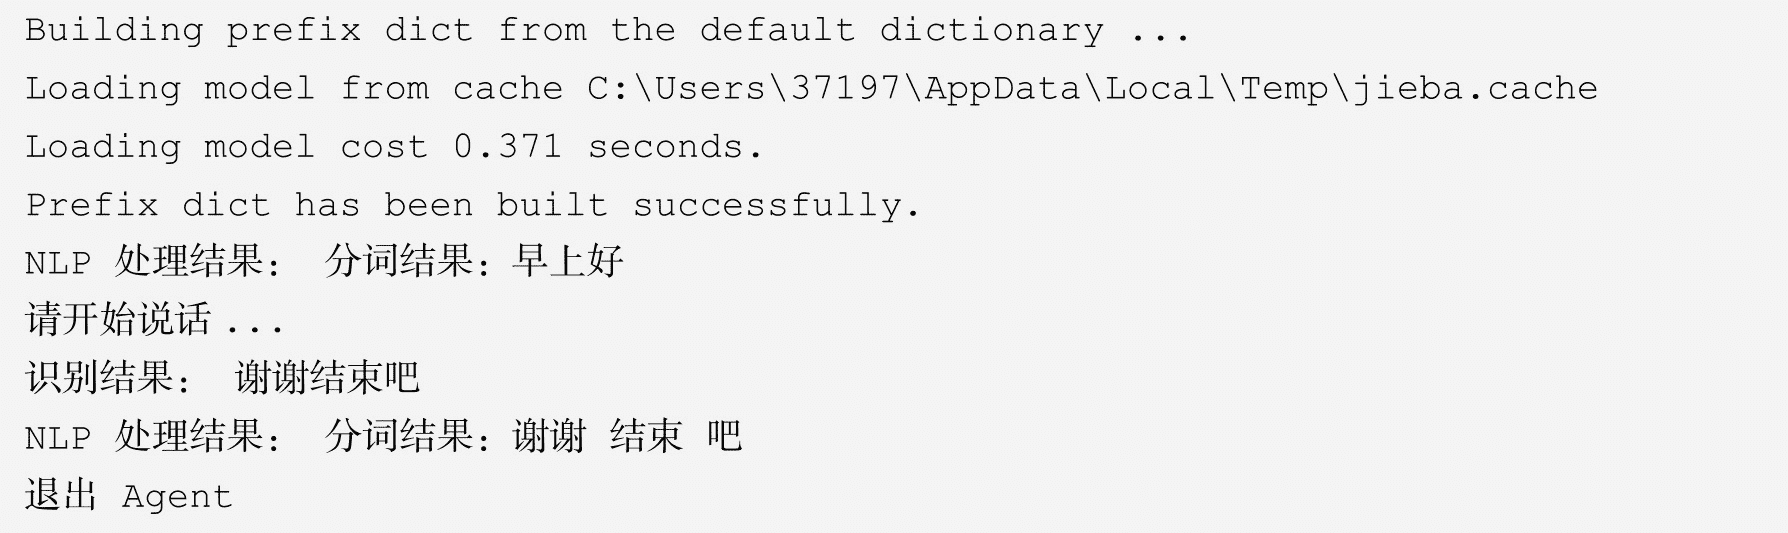 Building prefix dict from the default dictionary ...
Loading model from cache C:\Users\37197\AppData\Local\Temp\jieba.cache
Loading model cost 0.371 seconds.
Prefix dict has been built successfully.
NLP 处理结果： 分词结果：早上好
请开始说话...
识别结果： 谢谢结束吧
NLP 处理结果： 分词结果：谢谢 结束 吧
退出 Agent